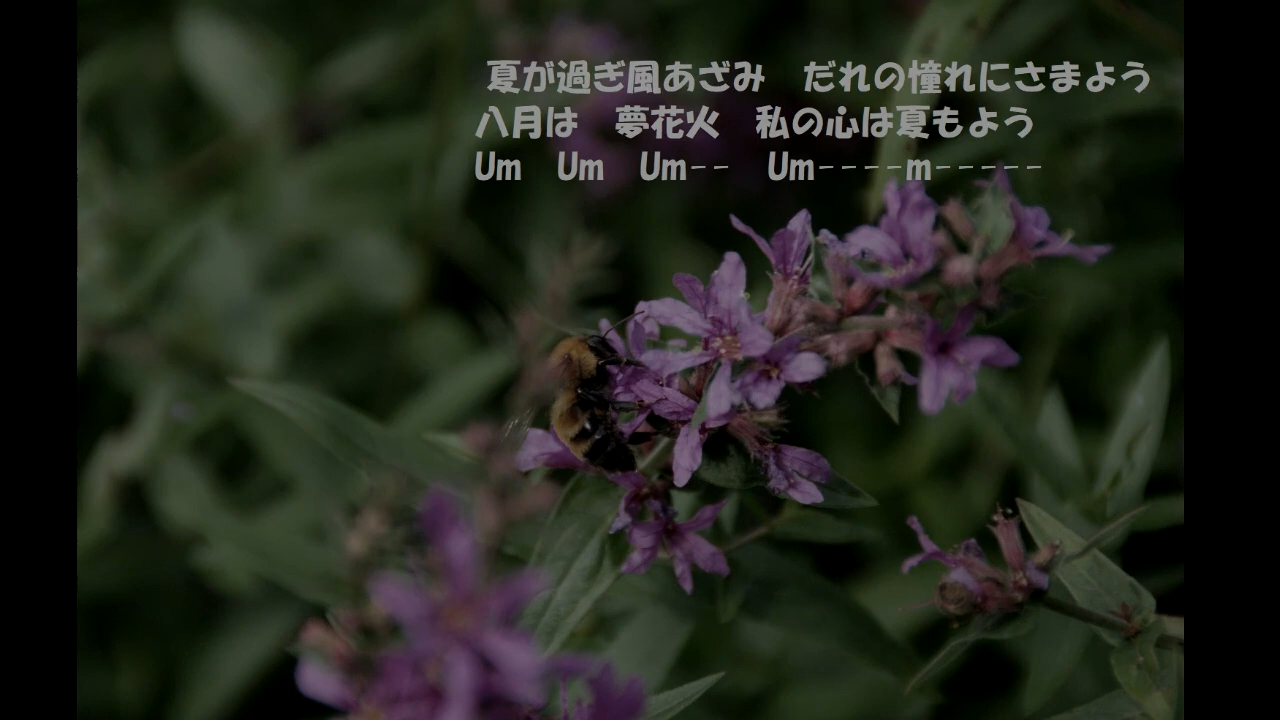 夏が過ぎ風あざみ　だれの憧れにさまよう
八月は　夢花火　私の心は夏もよう
Um　Um　Um--　Um----m-----